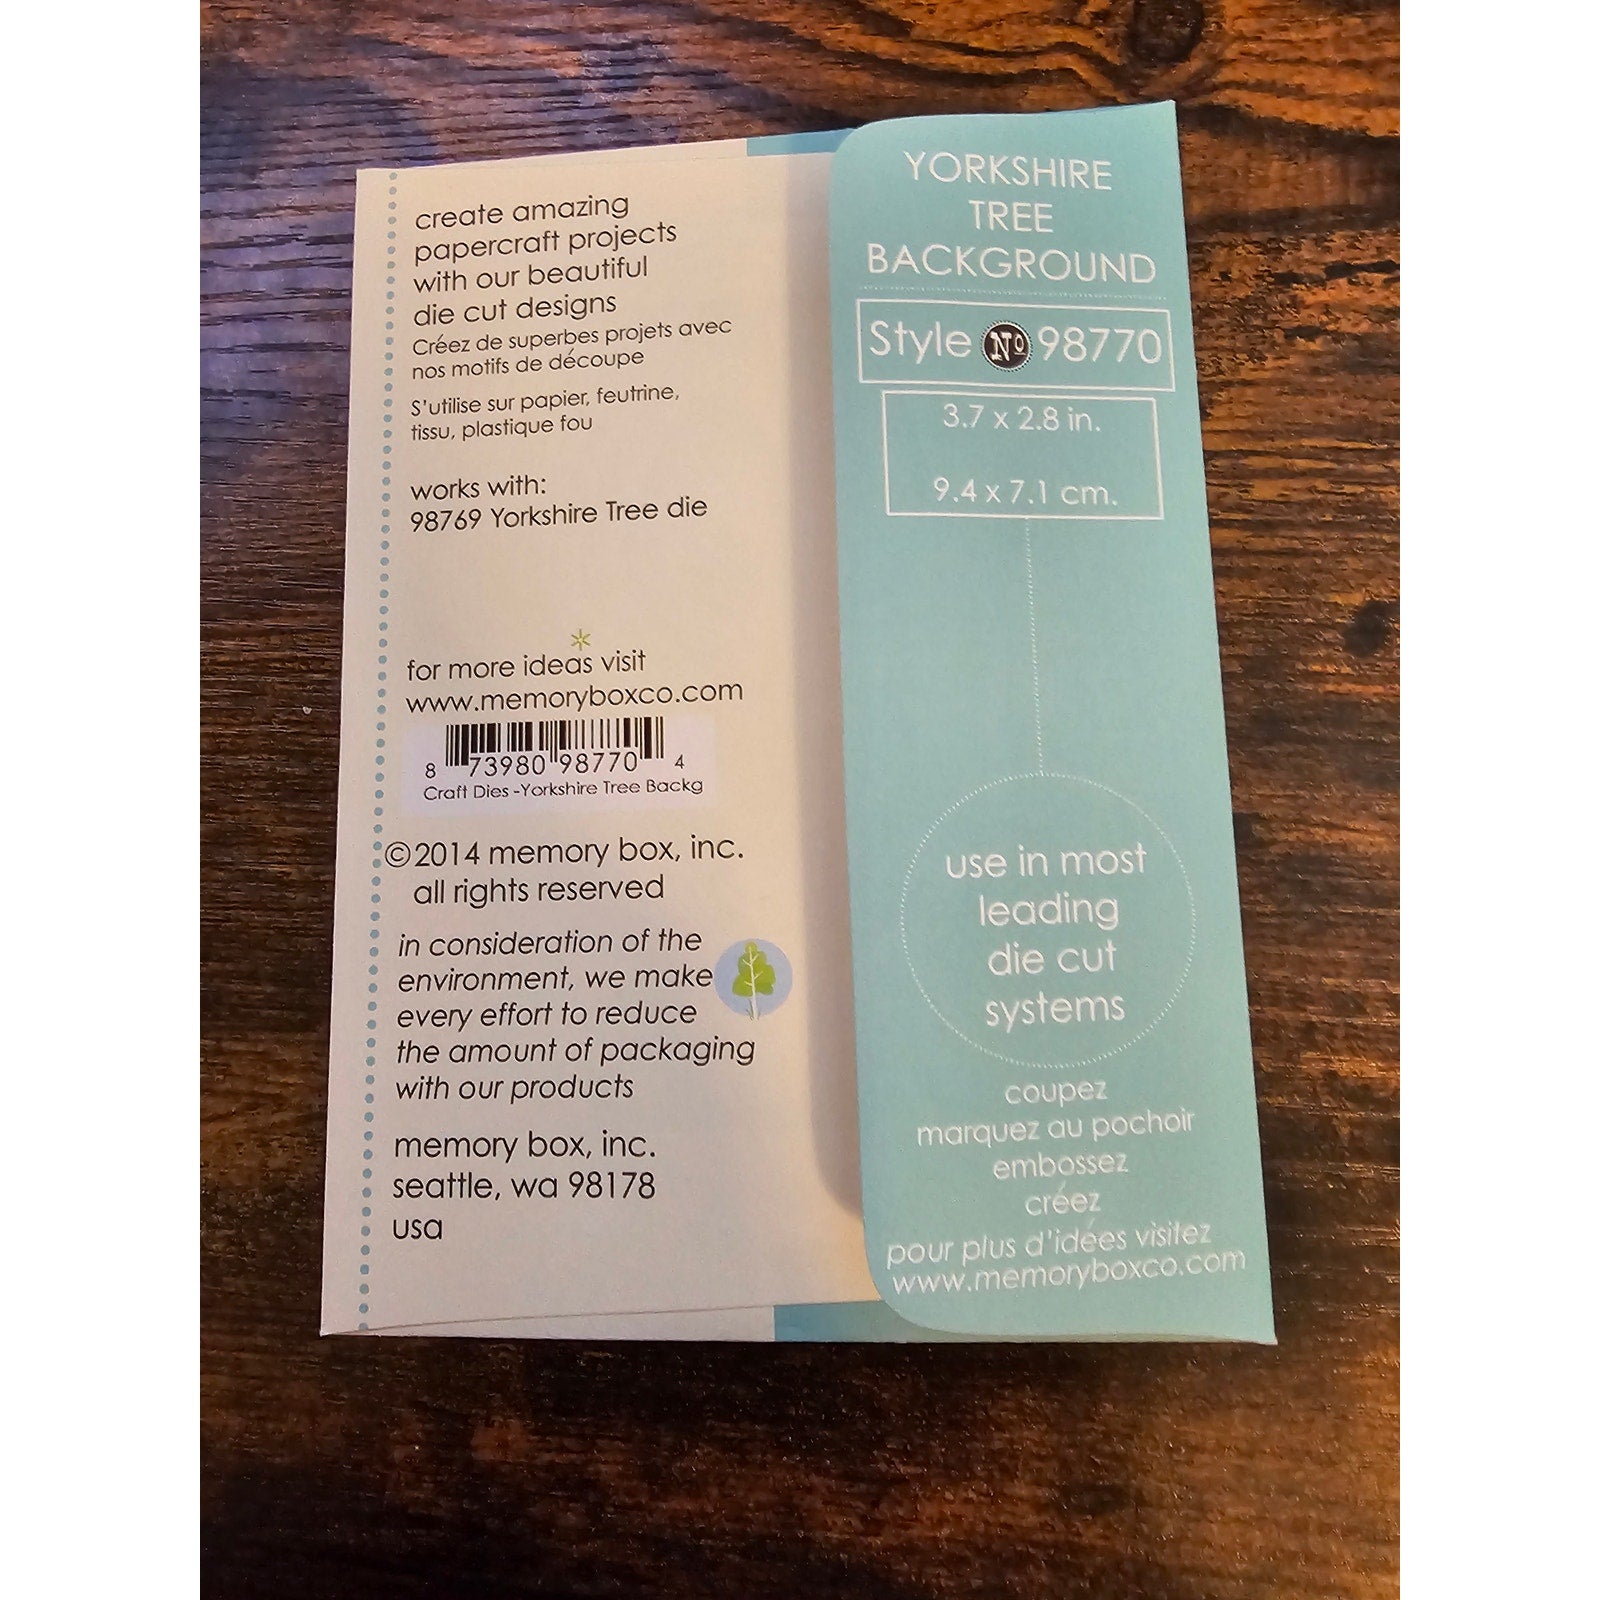 create amazing
papercraft projects
with our beautiful
die cut designs
Créez de superbes projets avec
nos motifs de découpe
S'utilise sur papier, feutrine,
tissu, plastique fou
works with:
98769 Yorkshire Tree die
for more ideas visit
www.memoryboxco.com
8 73980 98770 4
Craft Dies -Yorkshire Tree Backg
©2014 memory box, inc.
all rights reserved
in consideration of the
environment, we make
every effort to reduce
the amount of packaging
with our products
memory box, inc.
seattle, wa 98178
usa
YORKSHIRE
TREE
BACKGROUND
Style No 98770
3.7 x 2.8 in.
9.4 x 7.1 cm.
use in most
leading
die cut
systems
coupez
marquez au pochoir
embossez
créez
pour plus d'idées visitez
www.memoryboxco.com